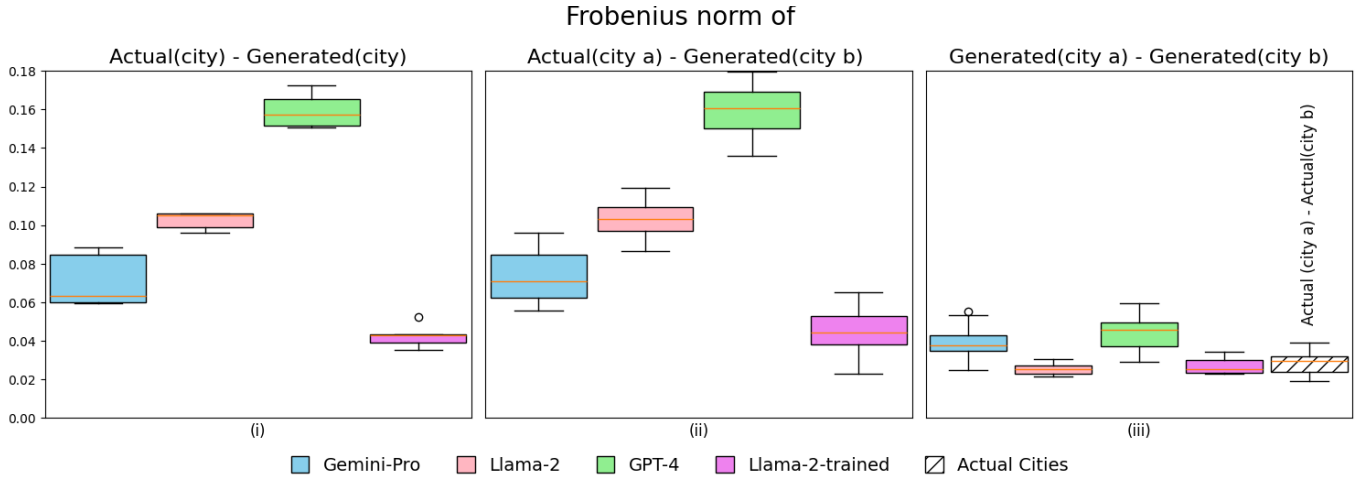 Frobenius norm of
Actual(city) - Generated(city)
Actual(city a) - Generated(city b)
Generated(city a) - Generated(city b)
0.18
0.16
0.14
0.12
0.10
0.08
0.06
0.04
0.02
0.00
Actual (city a) - Actual(city b)
(i)
(ii)
(iii)
Gemini-Pro
Llama-2
GPT-4
Llama-2-trained
Actual Cities